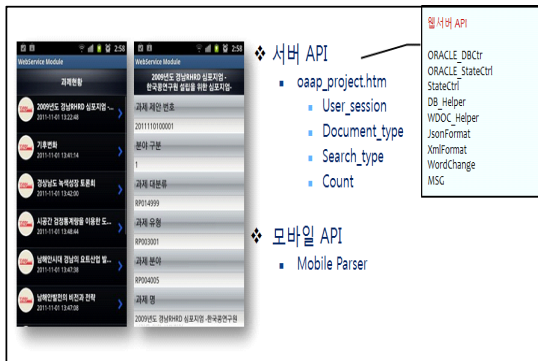 2:58
WebService Module
과제현황
2009년도 경남RHRD 심포지엄 -...
2011-11-01 13:22:48
기후변화
2011-11-01 13:41:14
경상남도 녹색성장 토론회
2011-11-01 13:42:00
시공간 검정통계량을 이용한 도...
2011-11-01 13:48:44
남해안시대 경남의 요트산업 발...
2011-11-01 13:47:38
남해안발전의 비전과 전략
2011-11-01 13:47:08
2:58
WebService Module
2009년도 경남RHRD 심포지엄 -
한국공연구원 설립을 위한 심포지엄-
과제 제안 번호
2011110100001
분야 구분
1
과제 대분류
RP014999
과제 유형
RP003001
과제 분야
RP004005
과제 명
2009년도 경남RHRD 심포지엄 -한국공연구원
❖ 서버 API
▪ oaap_project.htm
▪ User_session
▪ Document_type
▪ Search_type
▪ Count
❖ 모바일 API
▪ Mobile Parser
웹서버 API
ORACLE_DBCtr
ORACLE_StateCtrl
StateCtrl
DB_Helper
WDOC_Helper
JsonFormat
XmlFormat
WordChange
MSG